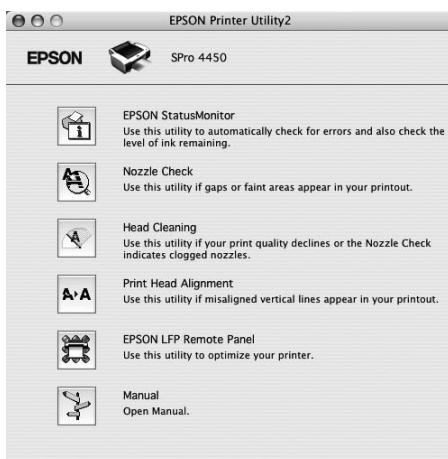 EPSON Printer Utility2
EPSON
SPro 4450
EPSON StatusMonitor
Use this utility to automatically check for errors and also check the
level of ink remaining.
Nozzle Check
Use this utility if gaps or faint areas appear in your printout.
Head Cleaning
Use this utility if your print quality declines or the Nozzle Check
indicates clogged nozzles.
A▸A
Print Head Alignment
Use this utility if misaligned vertical lines appear in your printout.
EPSON LFP Remote Panel
Use this utility to optimize your printer.
Manual
Open Manual.